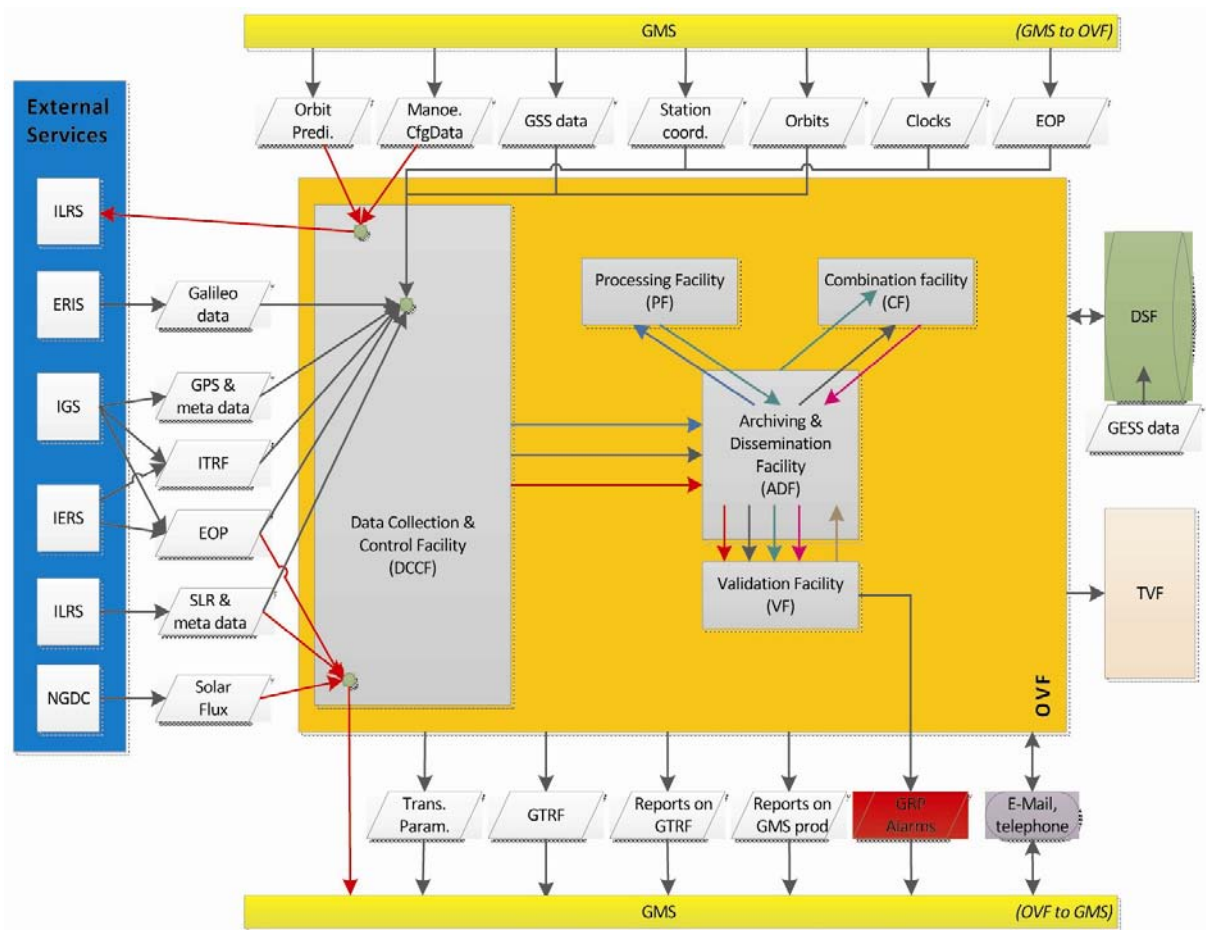 GMS
(GMS to OVF)
External
Services
Orbit
Predi.
Manoe.
CfgData
GSS data
Station
coord.
Orbits
Clocks
EOP
ILRS
ERIS
IGS
IERS
ILRS
NGDC
Galileo
data
GPS &
meta data
ITRF
EOP
SLR &
meta data
Solar
Flux
Data Collection &
Control Facility
(DCCF)
Processing Facility
(PF)
Combination facility
(CF)
Archiving &
Dissemination
Facility
(ADF)
Validation Facility
(VF)
OVF
DSF
GESS data
TVF
Trans.
Param.
GTRF
Reports on
GTRF
Reports on
GMS prod
GRP
Alarms
E-Mail,
telephone
GMS
(OVF to GMS)